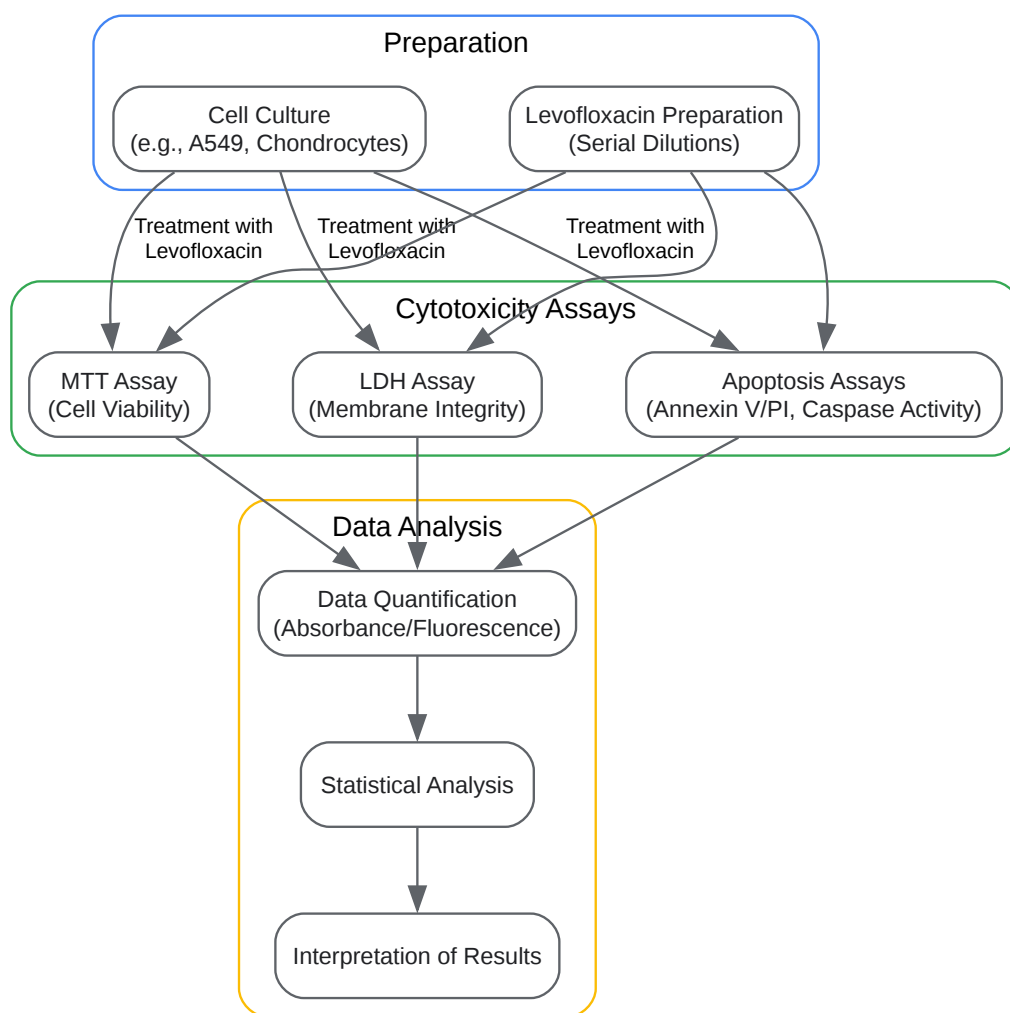 Preparation
Cell Culture
(e.g., A549, Chondrocytes)
Levofloxacin Preparation
(Serial Dilutions)
Treatment with
Levofloxacin
Treatment with
Levofloxacin
Treatment with
Levofloxacin
Cytotoxicity Assays
MTT Assay
(Cell Viability)
LDH Assay
(Membrane Integrity)
Apoptosis Assays
(Annexin V/PI, Caspase Activity)
Data Analysis
Data Quantification
(Absorbance/Fluorescence)
Statistical Analysis
Interpretation of Results